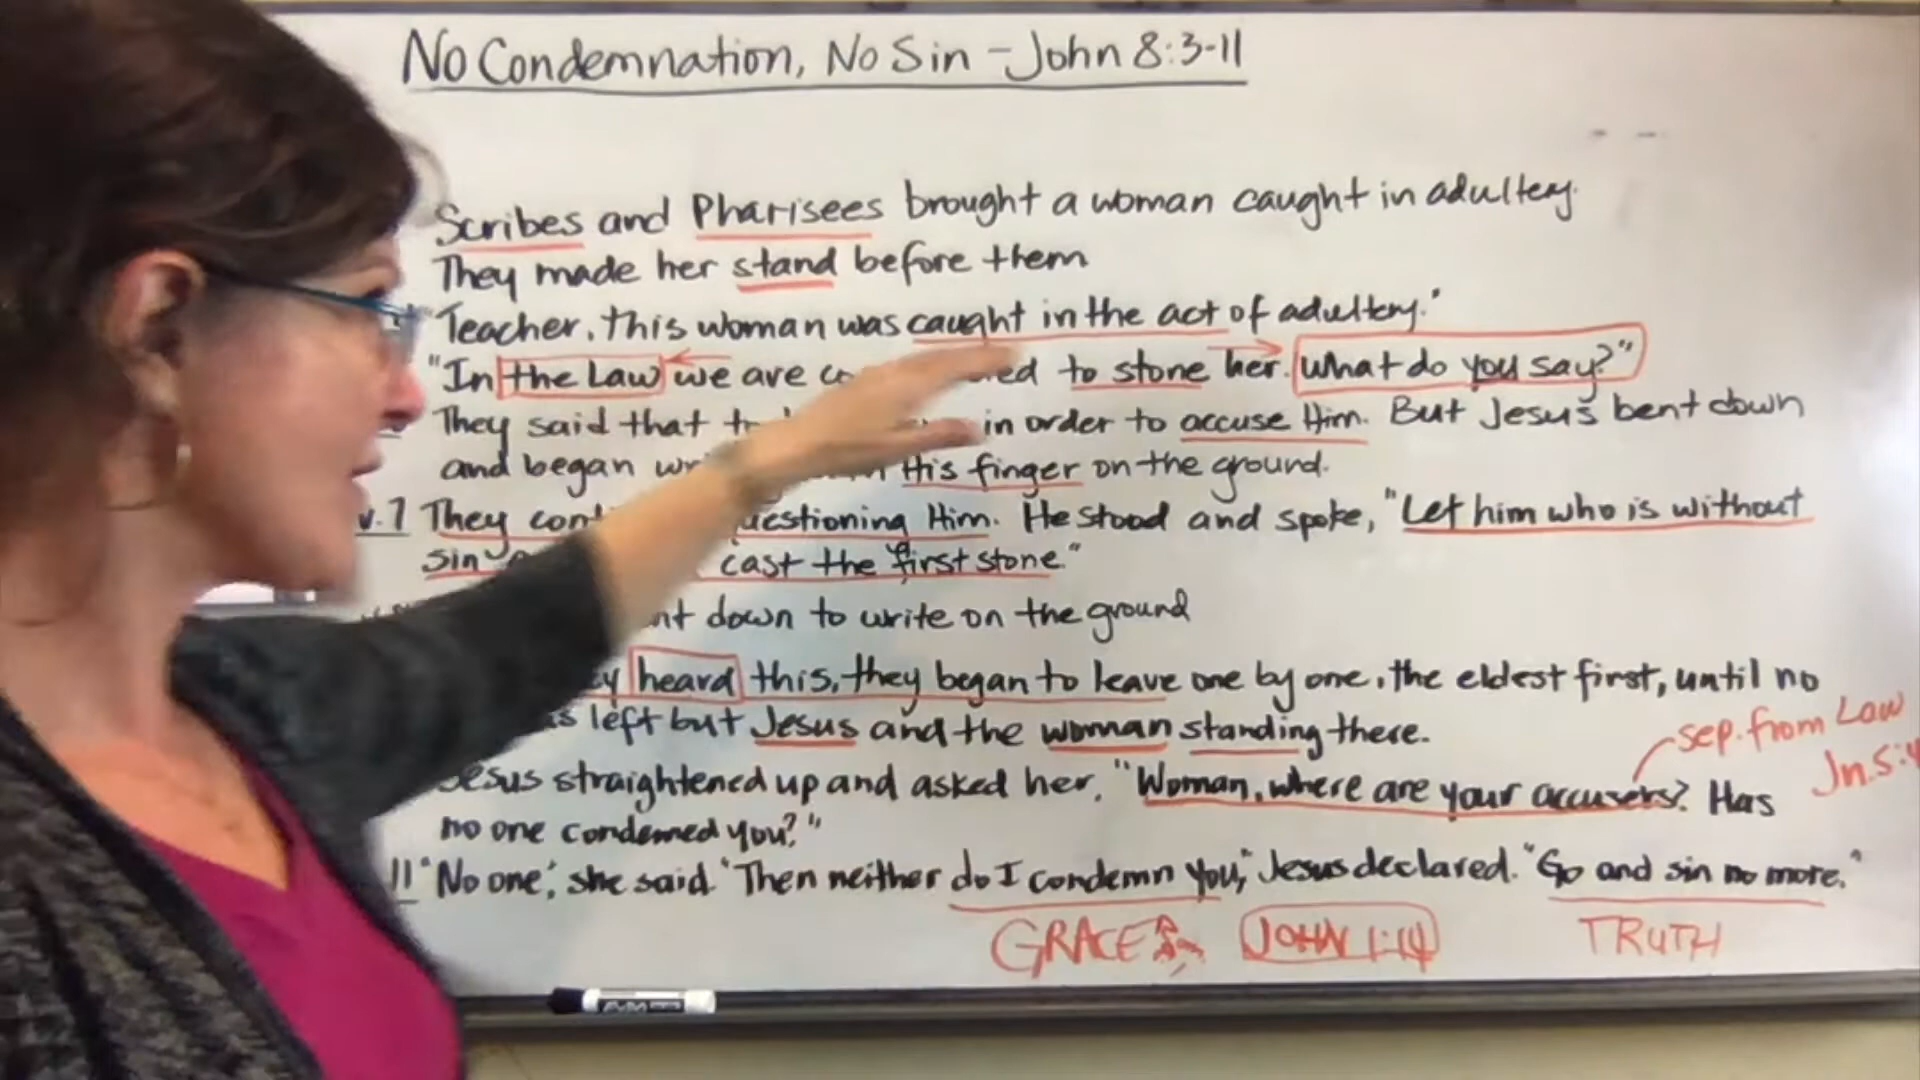 No Condemnation, No Sin - John 8:3-11
Scribes and Pharisees brought a woman caught in adultery.
They made her stand before them
"Teacher, this woman was caught in the act of adultery."
"In the Law we are to stone her. What do you say?"
They said that in order to accuse Him. But Jesus bent down
and began His finger on the ground.
v.7 They questioning Him. He stood and spoke, "Let him who is without
sin cast the first stone."
down to write on the ground
heard this, they began to leave one by one, the eldest first, until no
left but Jesus and the woman standing there.
sep. from Law
Jn. 5:4
Jesus straightened up and asked her, "Woman, where are your accusers? Has
no one condemned you?"
11 "No one", she said. "Then neither do I condemn you," Jesus declared. "Go and sin no more."
GRACE & JOHN 1:14 TRUTH